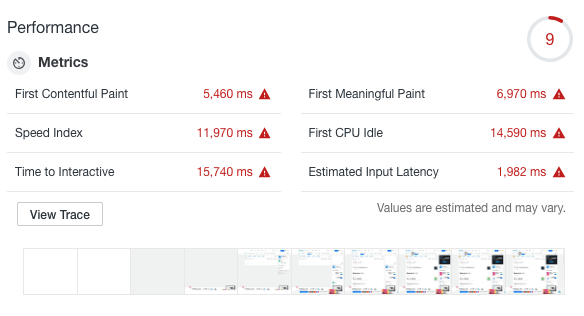 Performance
9
Metrics
First Contentful Paint 5,460 ms
First Meaningful Paint 6,970 ms
Speed Index 11,970 ms
First CPU Idle 14,590 ms
Time to Interactive 15,740 ms
Estimated Input Latency 1,982 ms
View Trace
Values are estimated and may vary.